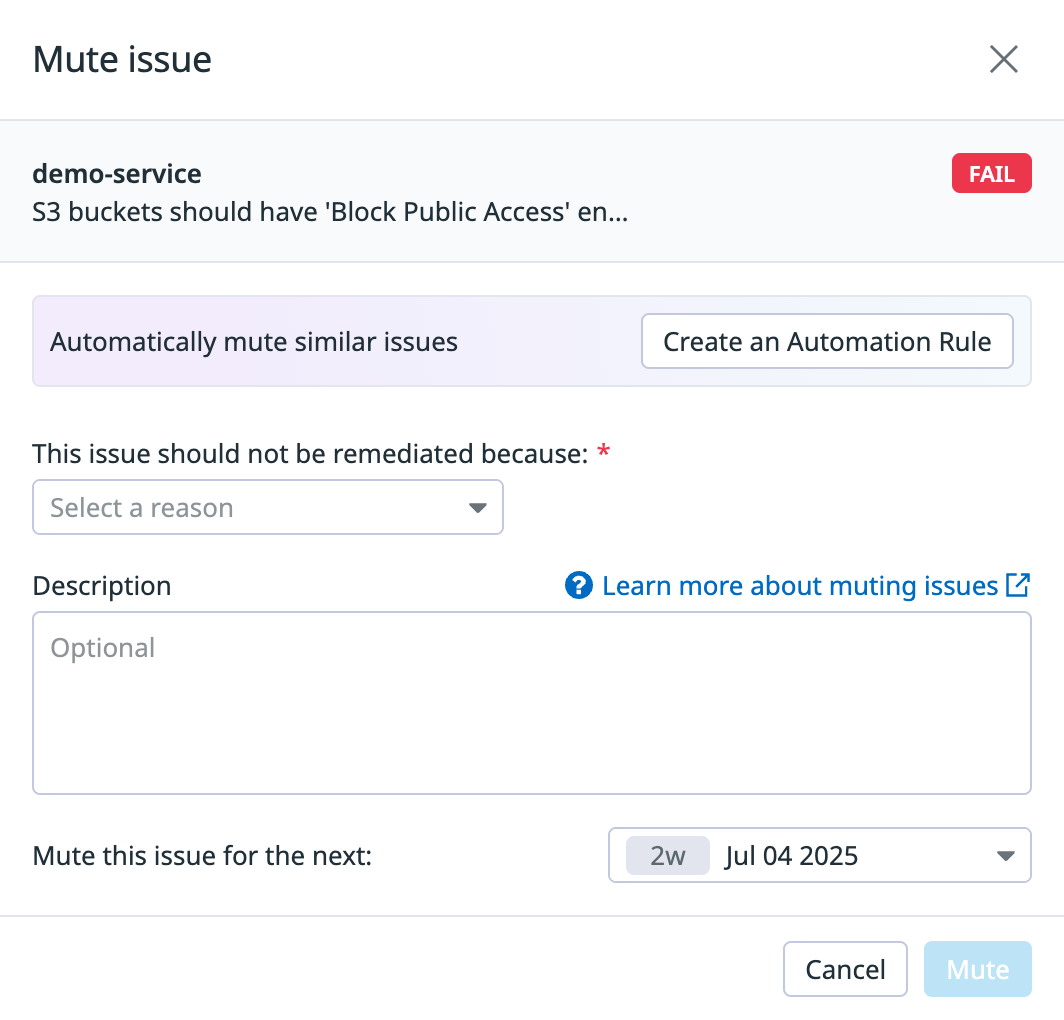 Mute issue
demo-service
FAIL
S3 buckets should have 'Block Public Access' en...
Automatically mute similar issues
Create an Automation Rule
This issue should not be remediated because: *
Select a reason
Description
? Learn more about muting issues
Optional
Mute this issue for the next:
2w Jul 04 2025
Cancel
Mute